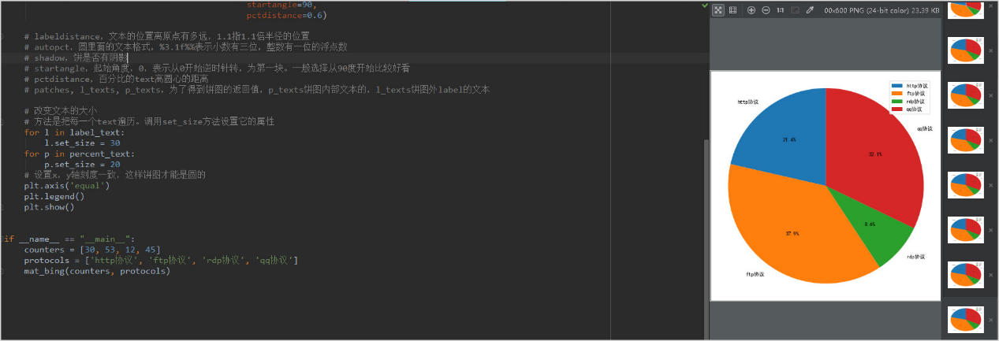 startangle=90,
pctdistance=0.6)
# labeldistance，文本的位置离原点有多远，1.1指1.1倍半径的位置
# autopct，圆里面的文本格式，%3.1f%%表示小数有三位，整数有一位的浮点数
# shadow，饼是否有阴影
# startangle，起始角度，0，表示从0开始逆时针转，为第一块。一般选择从90度开始比较好看
# pctdistance，百分比的text离圆心的距离
# patches, l_texts, p_texts，为了得到饼图的返回值，p_texts饼图内部文本的，l_texts饼图外label的文本
# 改变文本的大小
# 方法是把每一个text遍历。调用set_size方法设置它的属性
for l in label_text:
l.set_size = 30
for p in percent_text:
p.set_size = 20
# 设置x，y轴刻度一致，这样饼图才能是圆的
plt.axis('equal')
plt.legend()
plt.show()
if __name__ == "__main__":
counters = [30, 53, 12, 45]
protocols = ['http协议', 'ftp协议', 'rdp协议', 'qq协议']
mat_bing(counters, protocols)
1:1
00x600 PNG (24-bit color) 23.39 KB
http协议
ftp协议
rdp协议
qq协议
http协议
qq协议
21.4%
32.1%
8.6%
37.9%
rdp协议
ftp协议